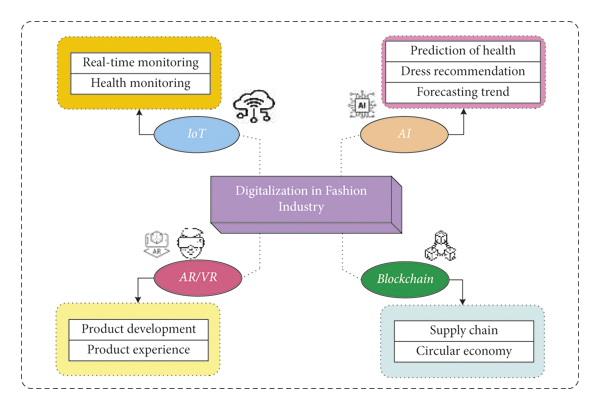 Real-time monitoring
Health monitoring
IoT
Prediction of health
Dress recommendation
Forecasting trend
AI
AI
Digitalization in Fashion
Industry
AR
AR/VR
Product development
Product experience
Blockchain
Supply chain
Circular economy